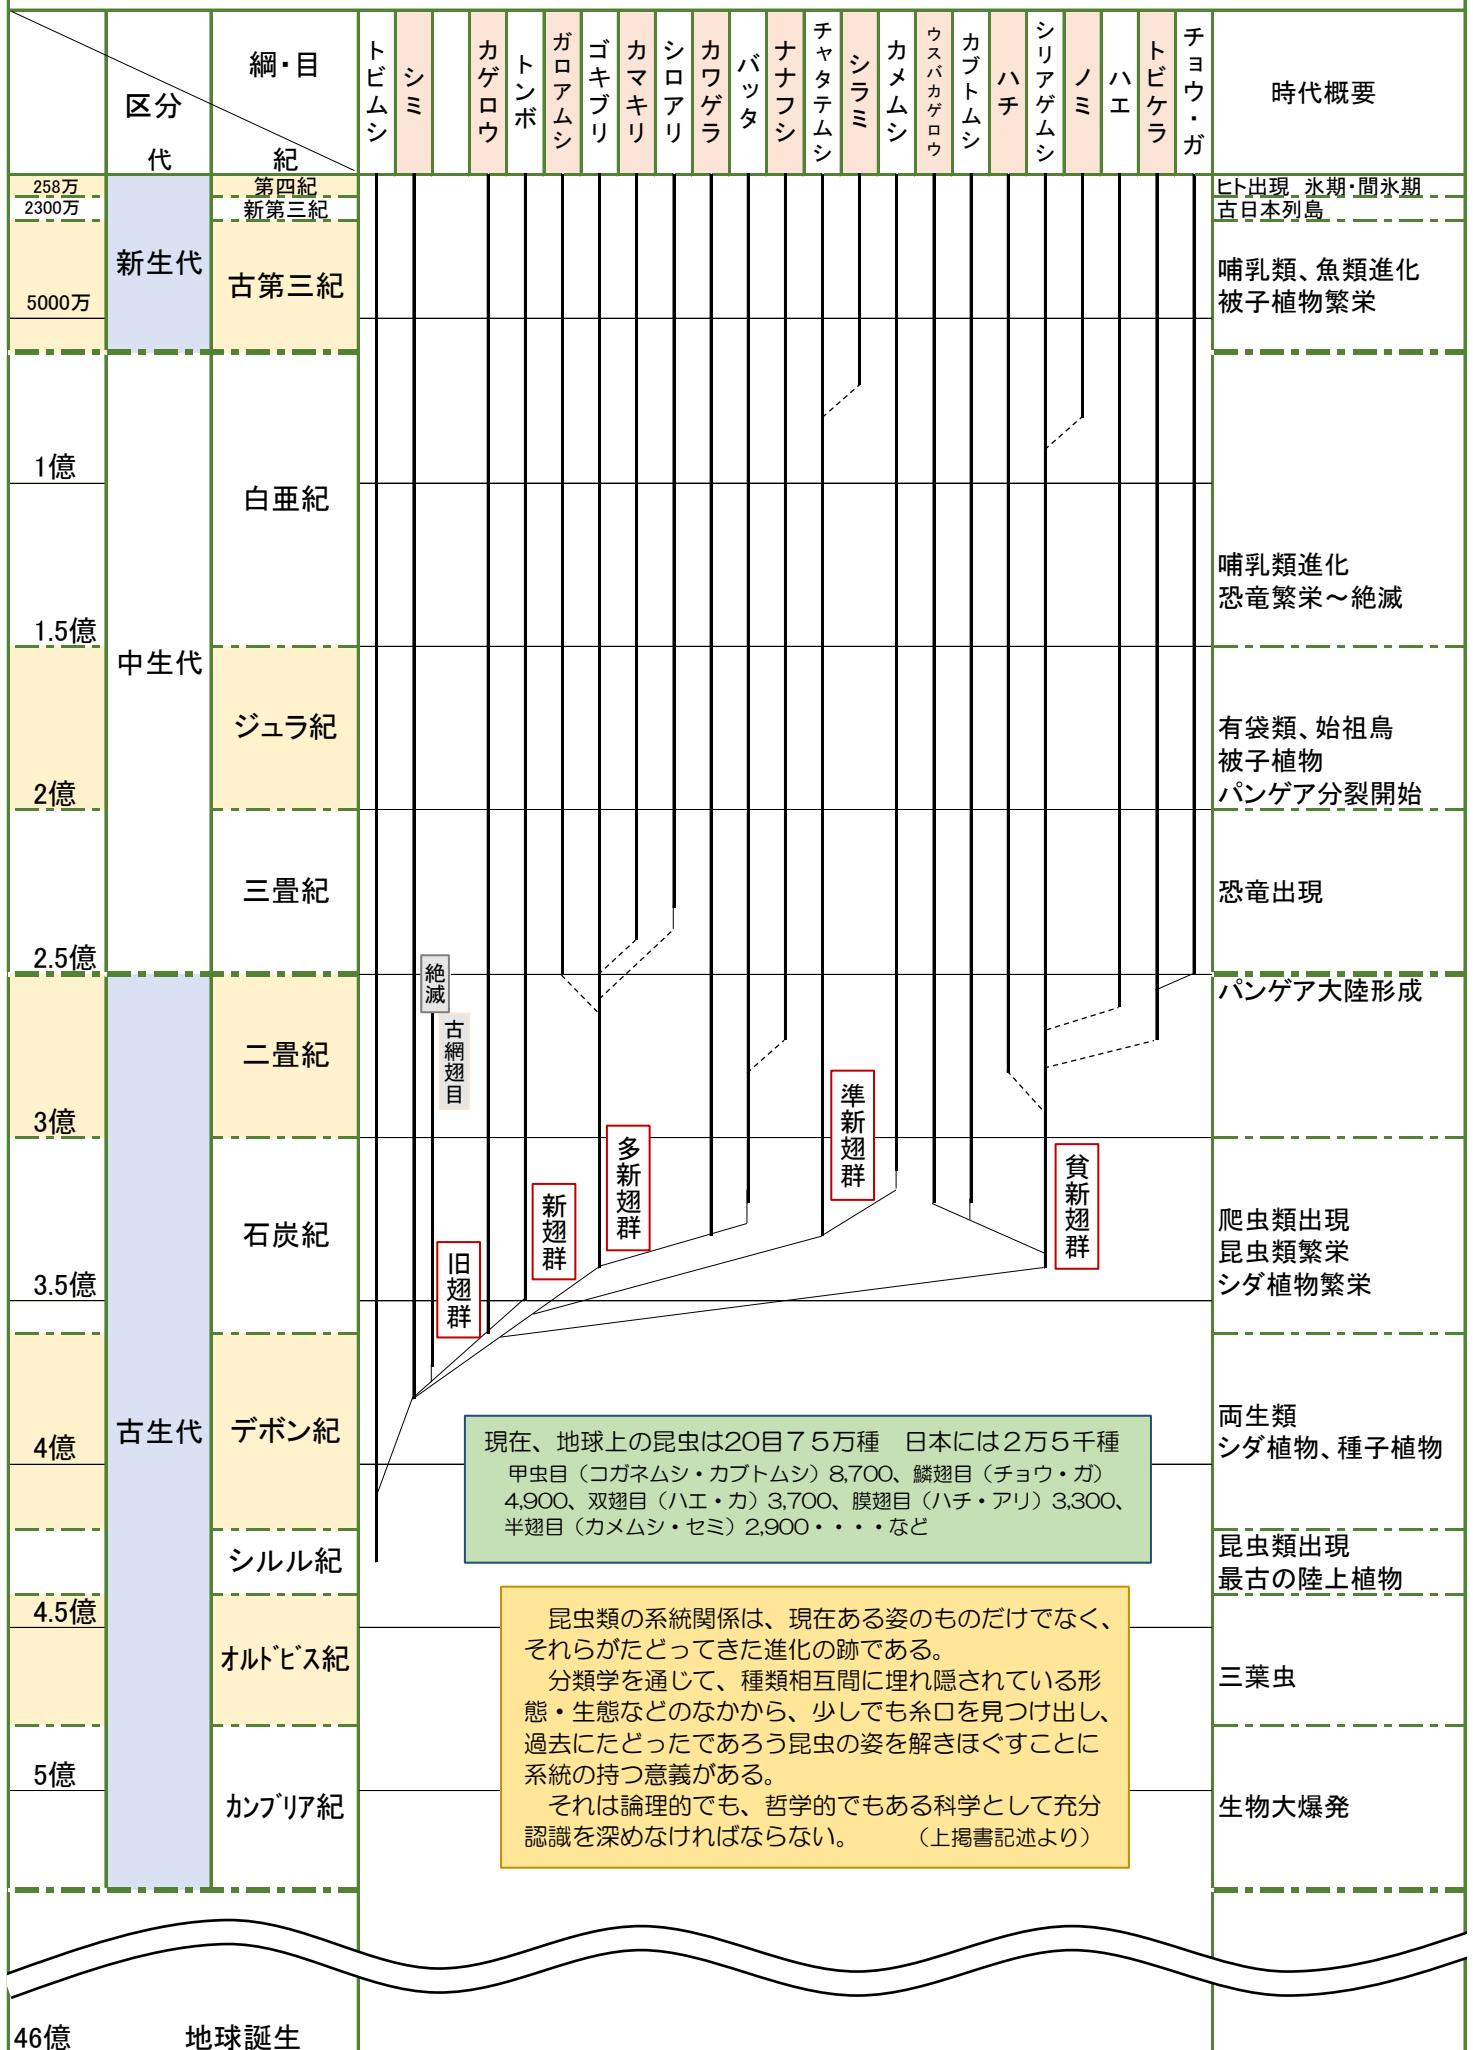 綱・目
区分
代
紀
トビムシ
シミ
カゲロウ
トンボ
ガロアムシ
ゴキブリ
カマキリ
シロアリ
カワゲラ
バッタ
ナナフシ
チャタテムシ
シラミ
カメムシ
ウスバカゲロウ
カブトムシ
ハチ
シリアゲムシ
ノミ
ハエ
トビケラ
チョウ・ガ
時代概要
258万
第四紀
ヒト出現 氷期・間氷期
2300万
新第三紀
古日本列島
新生代
古第三紀
5000万
哺乳類、魚類進化
被子植物繁栄
1億
白亜紀
哺乳類進化
恐竜繁栄～絶滅
1.5億
中生代
ジュラ紀
有袋類、始祖鳥
被子植物
パンゲア分裂開始
2億
三畳紀
恐竜出現
2.5億
絶滅
古網翅目
パンゲア大陸形成
二畳紀
3億
準新翅群
多新翅群
貧新翅群
新翅群
旧翅群
石炭紀
爬虫類出現
昆虫類繁栄
シダ植物繁栄
3.5億
古生代
デボン紀
両生類
シダ植物、種子植物
4億
現在、地球上の昆虫は20目75万種 日本には2万5千種
甲虫目（コガネムシ・カブトムシ）8,700、鱗翅目（チョウ・ガ）
4,900、双翅目（ハエ・カ）3,700、膜翅目（ハチ・アリ）3,300、
半翅目（カメムシ・セミ）2,900・・・・など
シルル紀
昆虫類出現
最古の陸上植物
4.5億
オルドビス紀
三葉虫
昆虫類の系統関係は、現在ある姿のものだけでなく、
それらがたどってきた進化の跡である。
分類学を通じて、種類相互間に埋れ隠されている形
態・生態などのなかから、少しでも糸口を見つけ出し、
過去にたどったであろう昆虫の姿を解きほぐすことに
系統の持つ意義がある。
それは論理的でも、哲学的でもある科学として充分
認識を深めなければならない。 （上掲書記述より）
5億
カンブリア紀
生物大爆発
46億
地球誕生